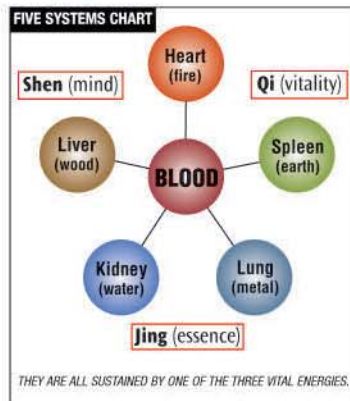 FIVE SYSTEMS CHART
Heart
(fire)
Shen (mind)
Qi (vitality)
Liver
(wood)
Spleen
(earth)
BLOOD
Kidney
(water)
Lung
(metal)
Jing (essence)
THEY ARE ALL SUSTAINED BY ONE OF THE THREE VITAL ENERGIES.